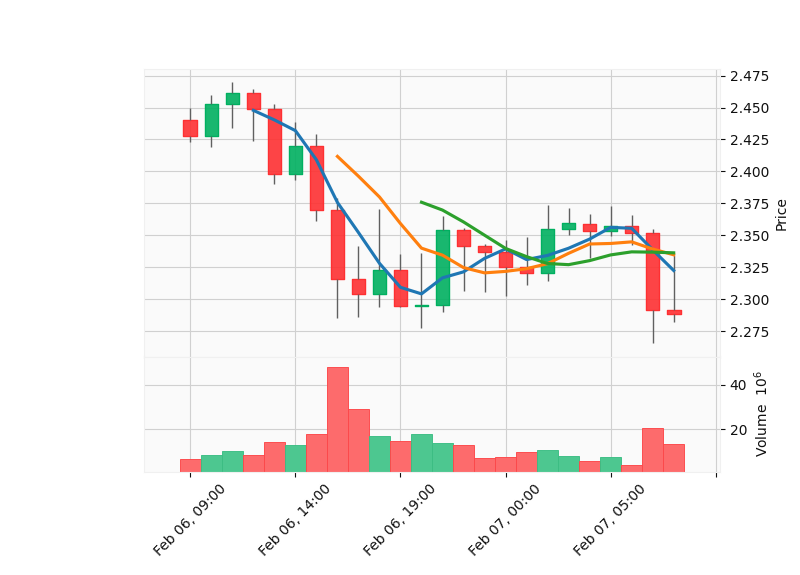 2.475
2.450
2.425
2.400
2.375
2.350
2.325
2.300
2.275
Price
40
20
Volume 10^6
Feb 06, 09:00
Feb 06, 14:00
Feb 06, 19:00
Feb 07, 00:00
Feb 07, 05:00